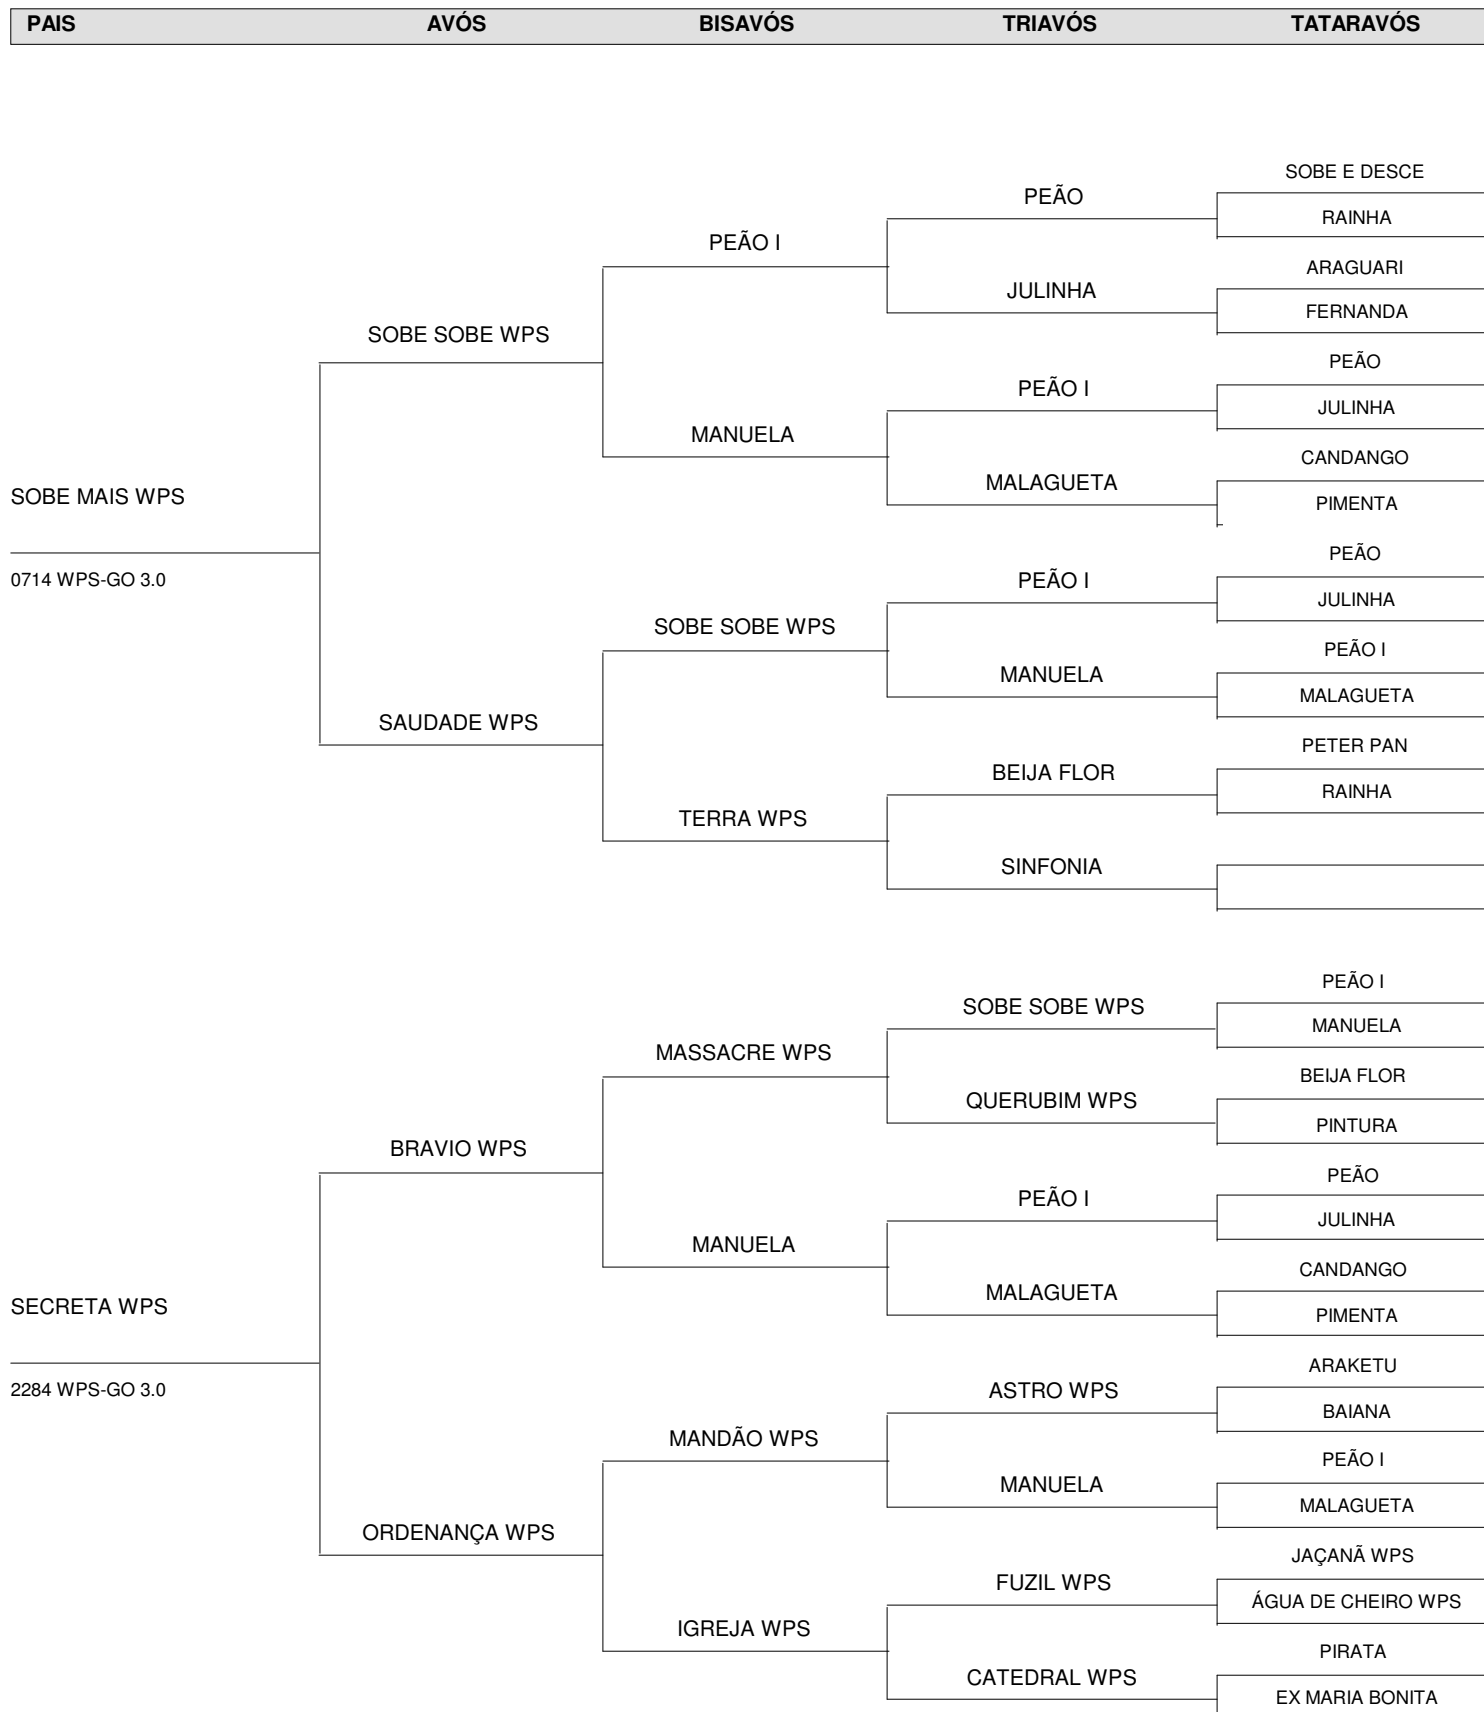 PAIS AVÓS BISAVÓS TRIAVÓS TATARAVÓS
SOBE E DESCE
PEÃO
RAINHA
PEÃO I
ARAGUARI
JULINHA
FERNANDA
SOBE SOBE WPS
PEÃO
PEÃO I
JULINHA
MANUELA
CANDANGO
MALAGUETA
SOBE MAIS WPS
PIMENTA
PEÃO
0714 WPS-GO 3.0
PEÃO I
JULINHA
SOBE SOBE WPS
PEÃO I
MANUELA
MALAGUETA
SAUDADE WPS
PETER PAN
BEIJA FLOR
RAINHA
TERRA WPS
SINFONIA
PEÃO I
SOBE SOBE WPS
MANUELA
MASSACRE WPS
BEIJA FLOR
QUERUBIM WPS
PINTURA
BRAVIO WPS
PEÃO
PEÃO I
JULINHA
MANUELA
CANDANGO
MALAGUETA
SECRETA WPS
PIMENTA
ARAKETU
2284 WPS-GO 3.0
ASTRO WPS
BAIANA
MANDÃO WPS
PEÃO I
MANUELA
MALAGUETA
ORDENANÇA WPS
JAÇANÃ WPS
FUZIL WPS
ÁGUA DE CHEIRO WPS
IGREJA WPS
PIRATA
CATEDRAL WPS
EX MARIA BONITA